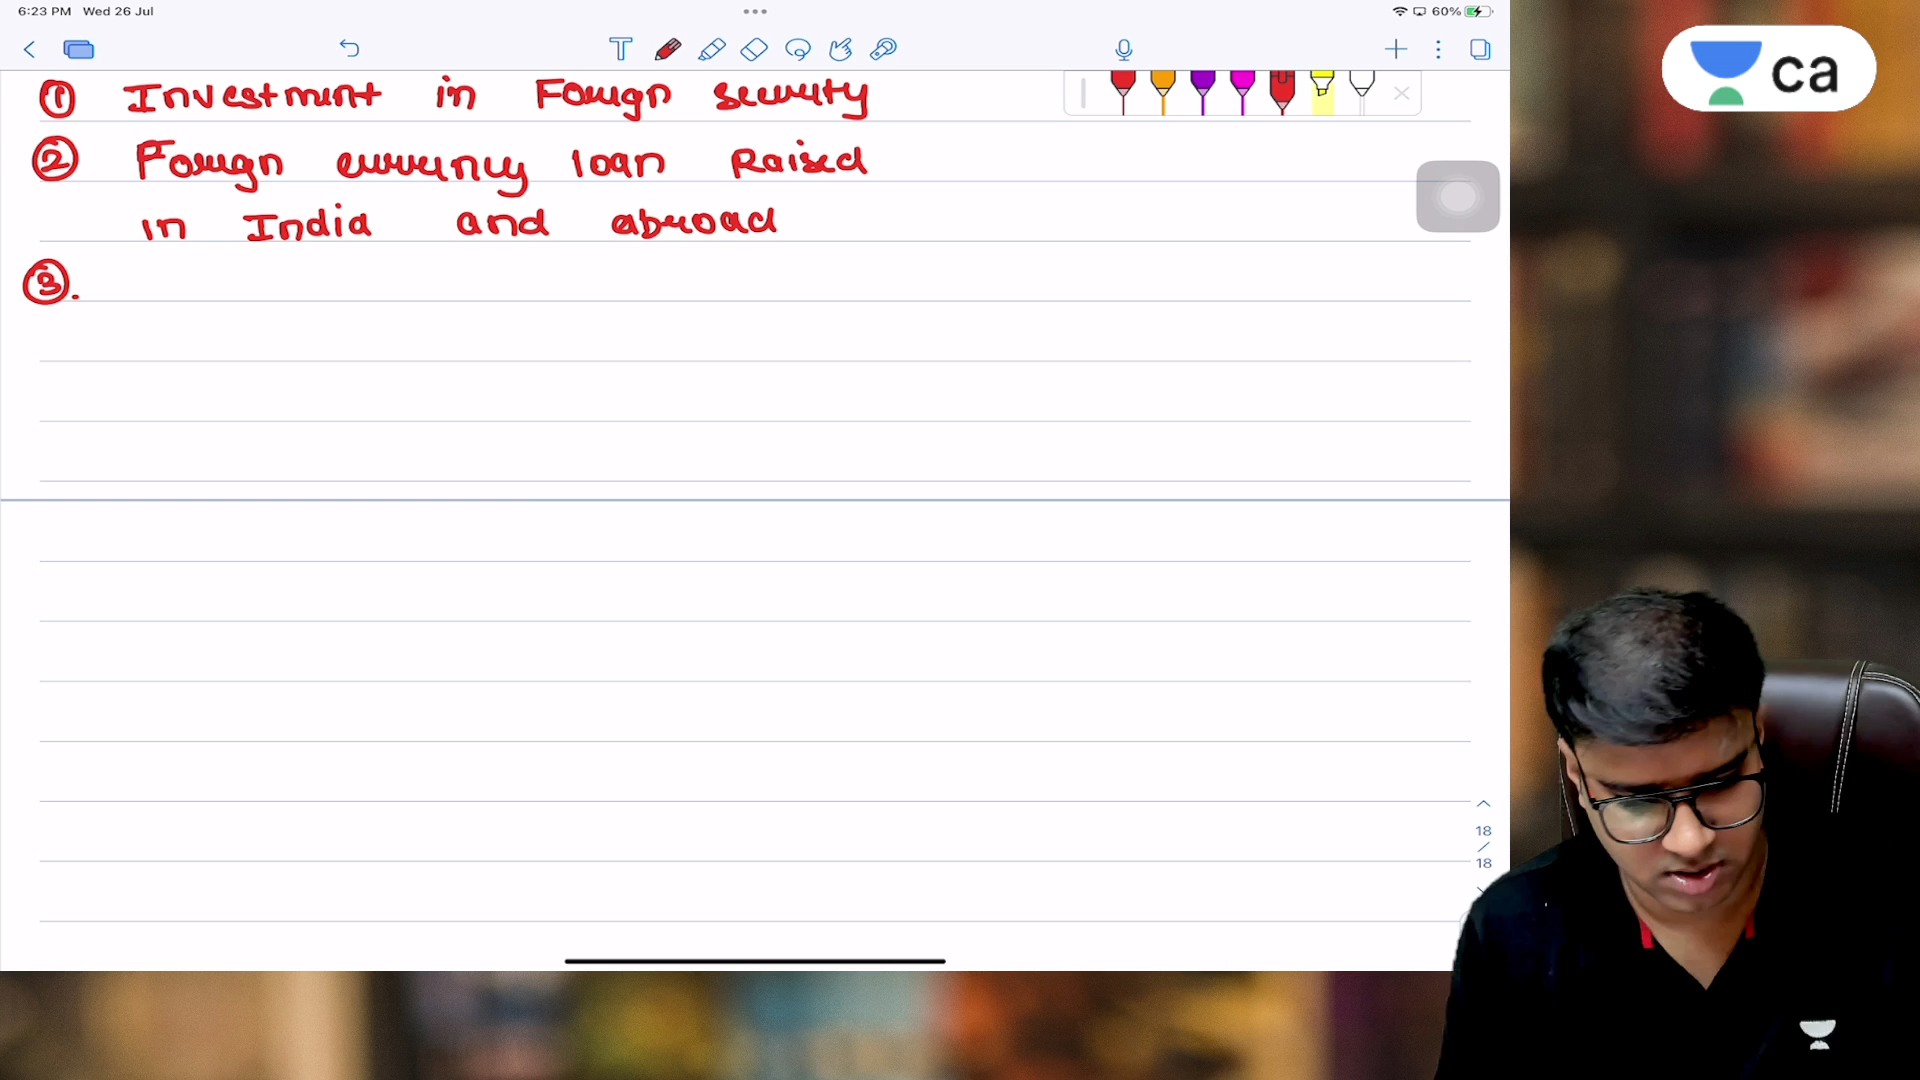 6:23 PM Wed 26 Jul
60%
① Investment in Foreign security
② Foreign currency loan Raised
in India and abroad
③.
18
/
18
ca